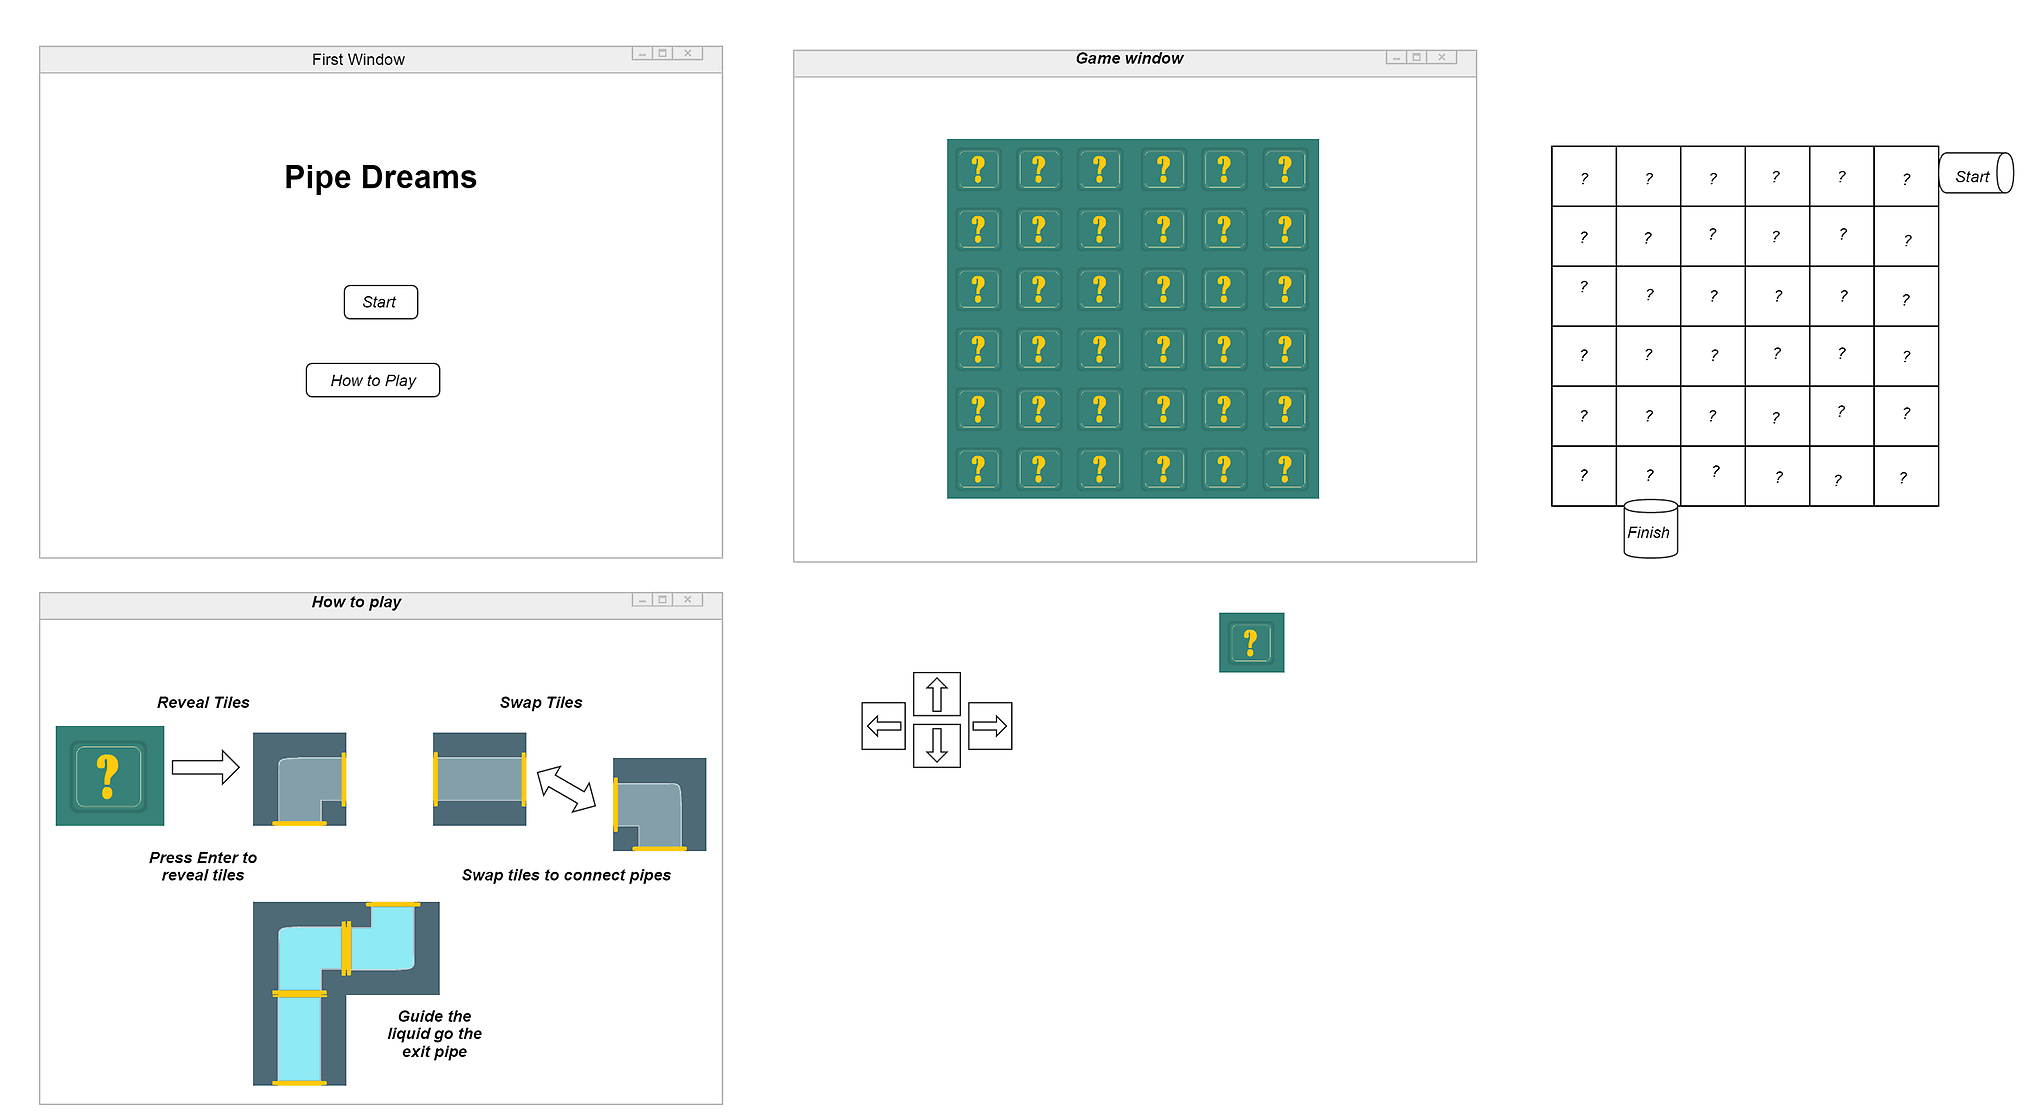 First Window
Pipe Dreams
Start
How to Play
Game window
? ? ? ? ? ?
? ? ? ? ? ?
? ? ? ? ? ?
? ? ? ? ? ?
? ? ? ? ? ?
? ? ? ? ? ?
? ? ? ? ? ?
Start
? ? ? ? ? ?
? ? ? ? ? ?
? ? ? ? ? ?
? ? ? ? ? ?
? ? ? ? ? ?
Finish
How to play
Reveal Tiles
?
Press Enter to
reveal tiles
Swap Tiles
Swap tiles to connect pipes
Guide the
liquid go the
exit pipe
?